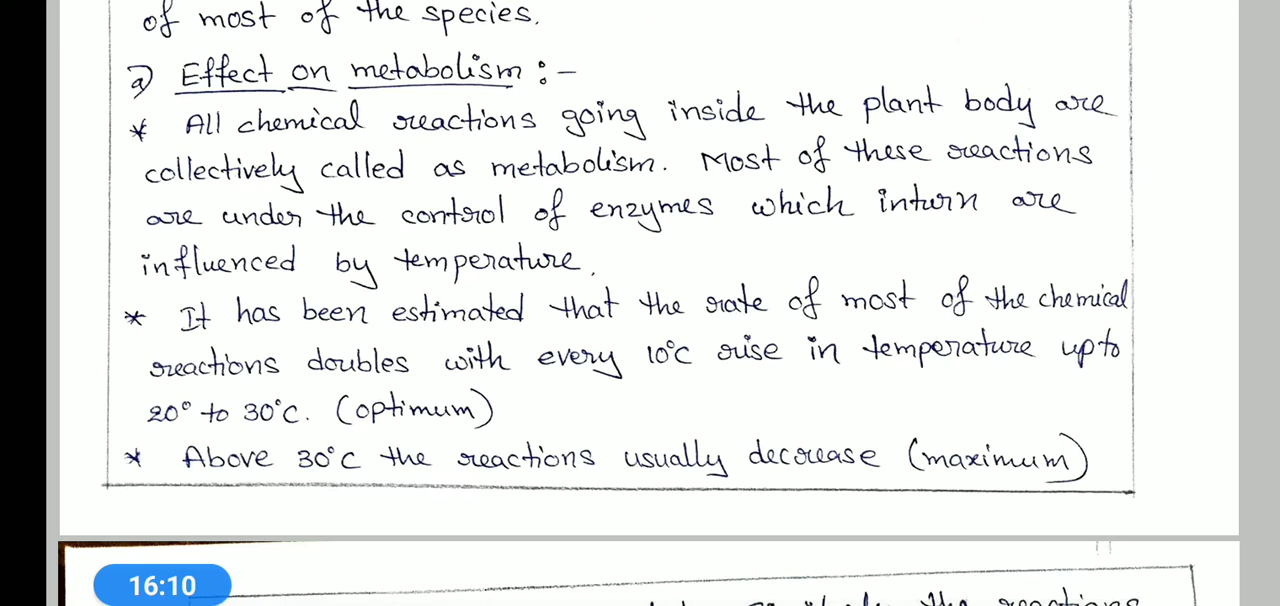 of most of the species.
a) Effect on metabolism :-
* All chemical reactions going inside the plant body are
collectively called as metabolism. Most of these reactions
are under the control of enzymes which inturn are
influenced by temperature.
* It has been estimated that the rate of most of the chemical
reactions doubles with every 10°C rise in temperature upto
20° to 30°C. (optimum)
* Above 30°C the reactions usually decrease (maximum)
16:10
the reactions